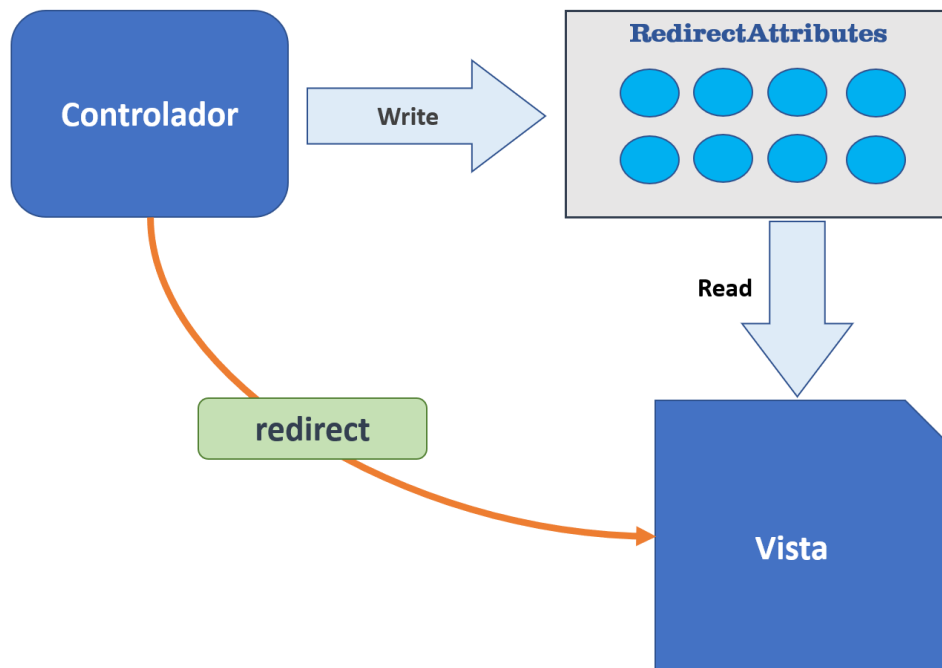 RedirectAttributes
Controlador
Write
Read
redirect
Vista